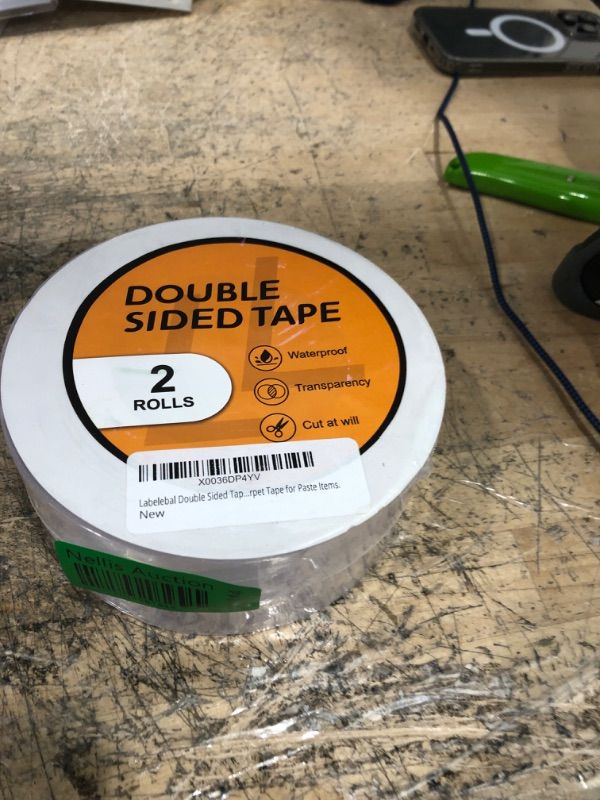 DOUBLE
SIDED TAPE
2
ROLLS
Waterproof
Transparency
Cut at will
X0036DP4YV
Labelebal Double Sided Tap...rpet Tape for Paste Items.
New
Nellis Auction